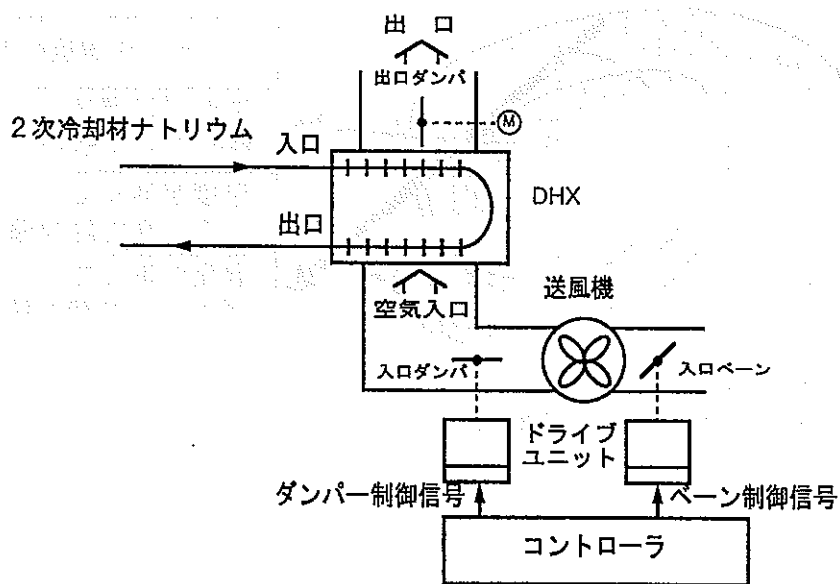 出 口
出口ダンパ
M
2次冷却材ナトリウム
入口
DHX
出口
空気入口
送風機
入口ダンパ
入口ベーン
ドライブ
ユニット
ダンパー制御信号
ベーン制御信号
コントローラ